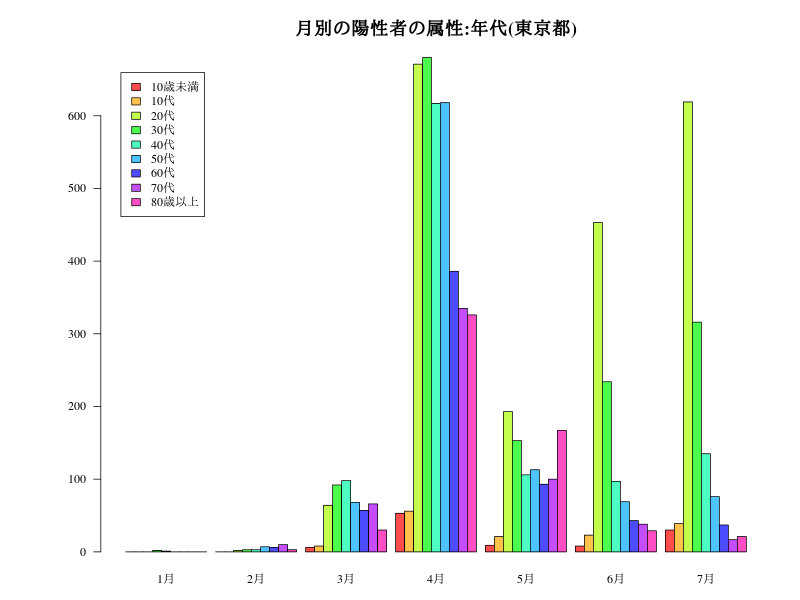 月別の陽性者の属性:年代(東京都)
10歳未満
10代
20代
30代
40代
50代
60代
70代
80歳以上
600
500
400
300
200
100
0
1月 2月 3月 4月 5月 6月 7月